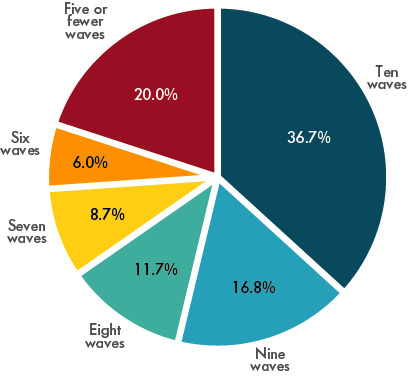 Five or
fewer
waves
20.0%
Ten
waves
36.7%
Six
waves
6.0%
Seven
waves
8.7%
Eight
waves
11.7%
Nine
waves
16.8%